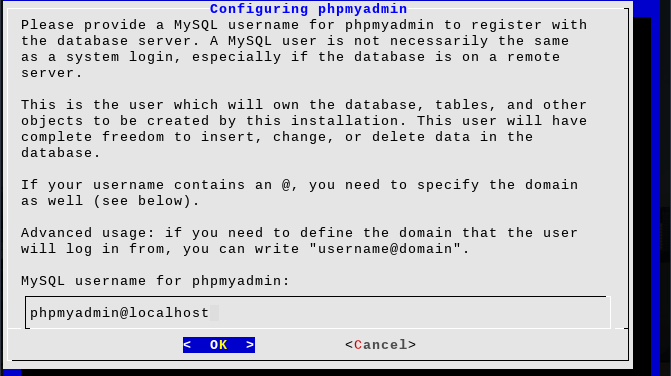 Configuring phpmyadmin
Please provide a MySQL username for phpmyadmin to register with
the database server. A MySQL user is not necessarily the same
as a system login, especially if the database is on a remote
server.
This is the user which will own the database, tables, and other
objects to be created by this installation. This user will have
complete freedom to insert, change, or delete data in the
database.
If your username contains an @, you need to specify the domain
as well (see below).
Advanced usage: if you need to define the domain that the user
will log in from, you can write "username@domain".
MySQL username for phpmyadmin:
phpmyadmin@localhost
<  OK  >          <Cancel>